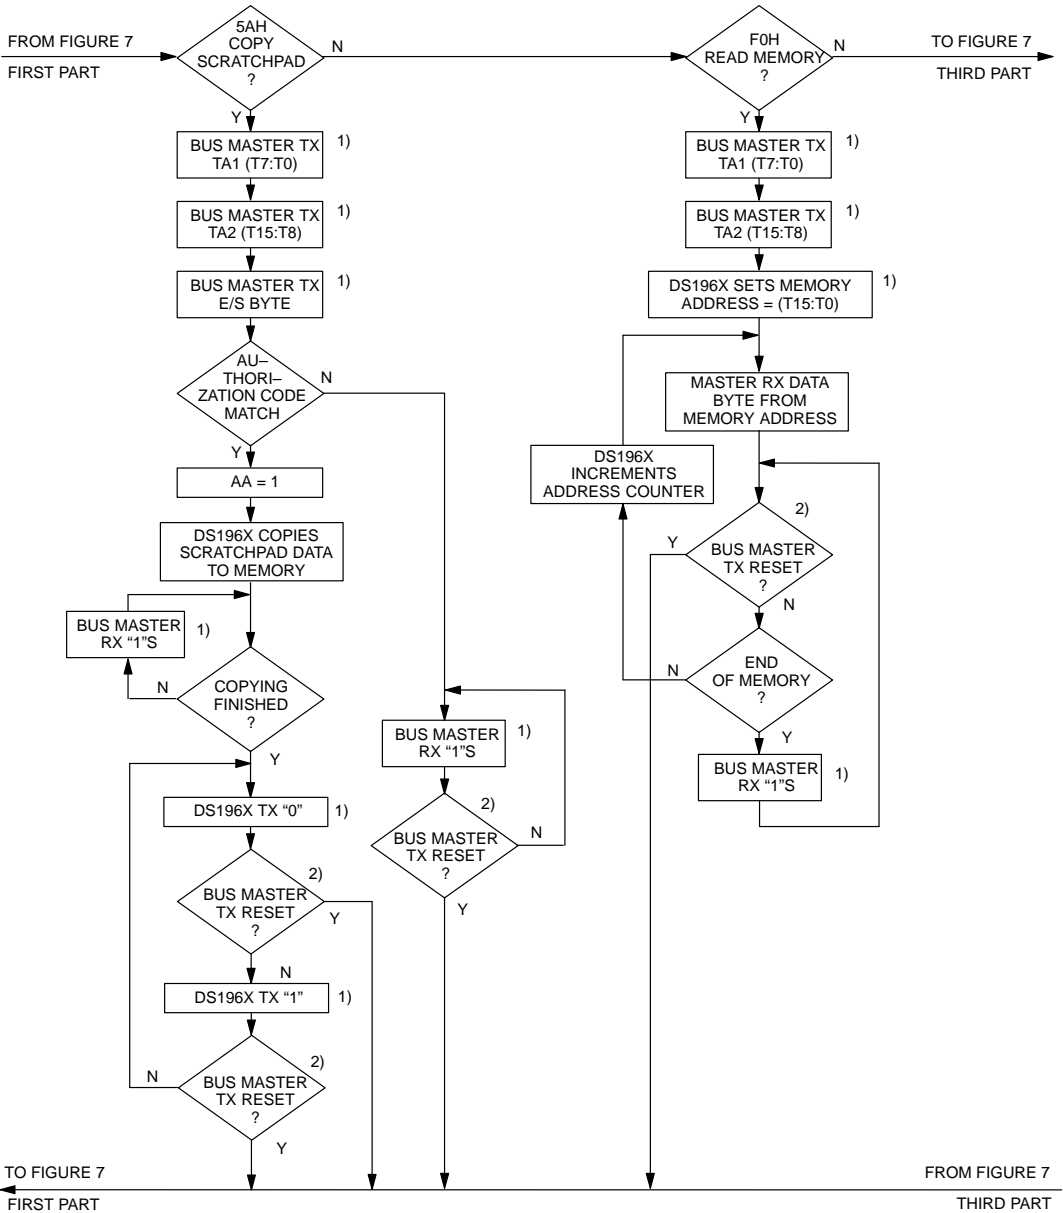 FROM FIGURE 7
FIRST PART
5AH
COPY
SCRATCHPAD
?
N
Y
BUS MASTER TX
TA1 (T7:T0)
1)
BUS MASTER TX
TA2 (T15:T8)
1)
BUS MASTER TX
E/S BYTE
1)
AU–
THORI–
ZATION CODE
MATCH
N
Y
AA = 1
DS196X COPIES
SCRATCHPAD DATA
TO MEMORY
BUS MASTER
RX “1”S
1)
N
COPYING
FINISHED
?
Y
DS196X TX “0”
1)
2)
BUS MASTER
TX RESET
?
Y
N
DS196X TX “1”
1)
2)
N
BUS MASTER
TX RESET
?
Y
BUS MASTER
RX “1”S
1)
2)
BUS MASTER
TX RESET
?
N
Y
F0H
READ MEMORY
?
N
TO FIGURE 7
THIRD PART
Y
BUS MASTER TX
TA1 (T7:T0)
1)
BUS MASTER TX
TA2 (T15:T8)
1)
DS196X SETS MEMORY
ADDRESS = (T15:T0)
1)
MASTER RX DATA
BYTE FROM
MEMORY ADDRESS
DS196X
INCREMENTS
ADDRESS COUNTER
2)
Y
BUS MASTER
TX RESET
?
N
N
END
OF MEMORY
?
Y
BUS MASTER
RX “1”S
1)
TO FIGURE 7
FIRST PART
FROM FIGURE 7
THIRD PART